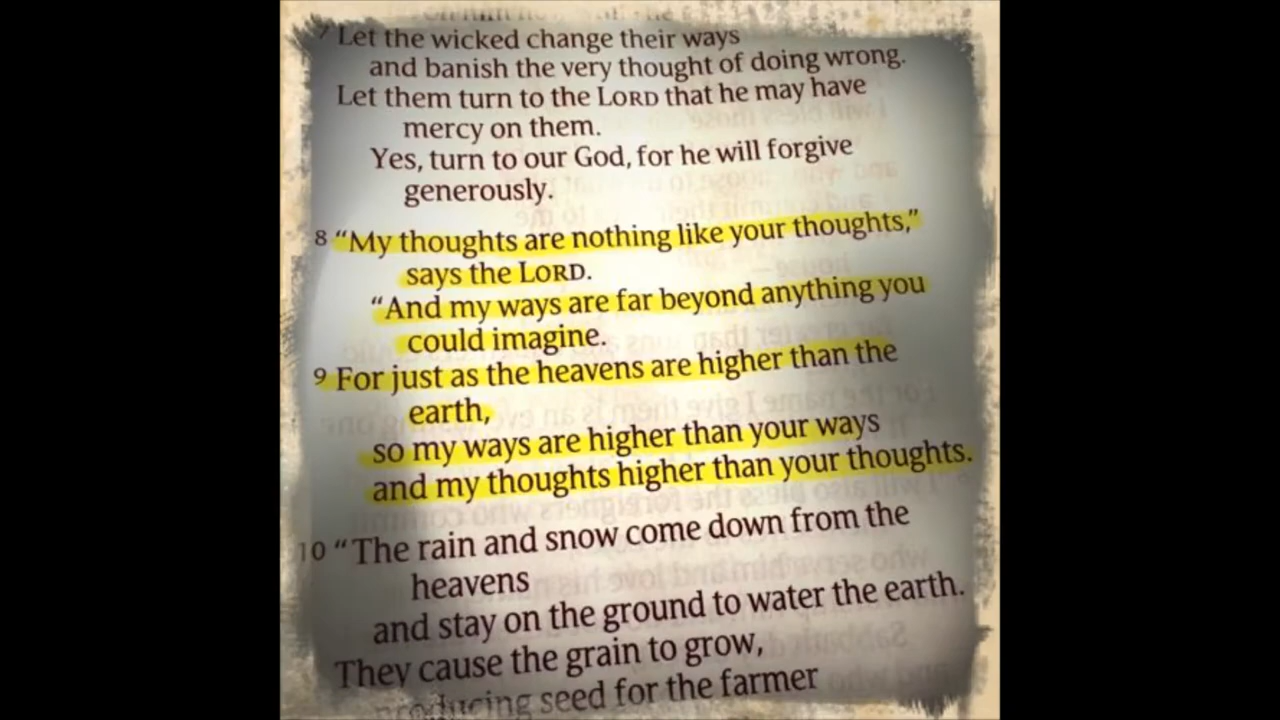 7 Let the wicked change their ways
and banish the very thought of doing wrong.
Let them turn to the LORD that he may have
mercy on them.
Yes, turn to our God, for he will forgive
generously.
8 “My thoughts are nothing like your thoughts,”
says the LORD.
“And my ways are far beyond anything you
could imagine.
9 For just as the heavens are higher than the
earth,
so my ways are higher than your ways
and my thoughts higher than your thoughts.
10 “The rain and snow come down from the
heavens
and stay on the ground to water the earth.
They cause the grain to grow,
producing seed for the farmer